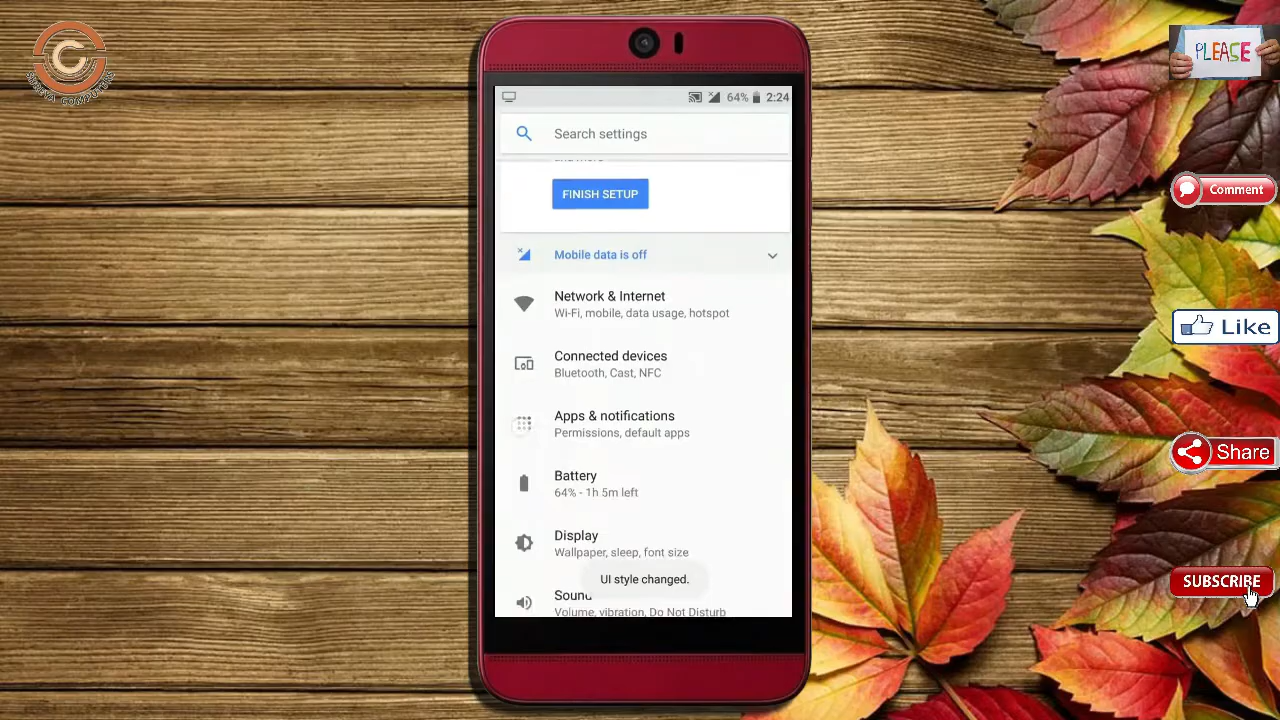 64% 2:24
Search settings
FINISH SETUP
Mobile data is off
Network & Internet
Wi-Fi, mobile, data usage, hotspot
Connected devices
Bluetooth, Cast, NFC
Apps & notifications
Permissions, default apps
Battery
64% - 1h 5m left
Display
Wallpaper, sleep, font size
UI style changed.
Sound
Volume, vibration, Do Not Disturb
PLEASE
Comment
Like
Share
SUBSCRIBE